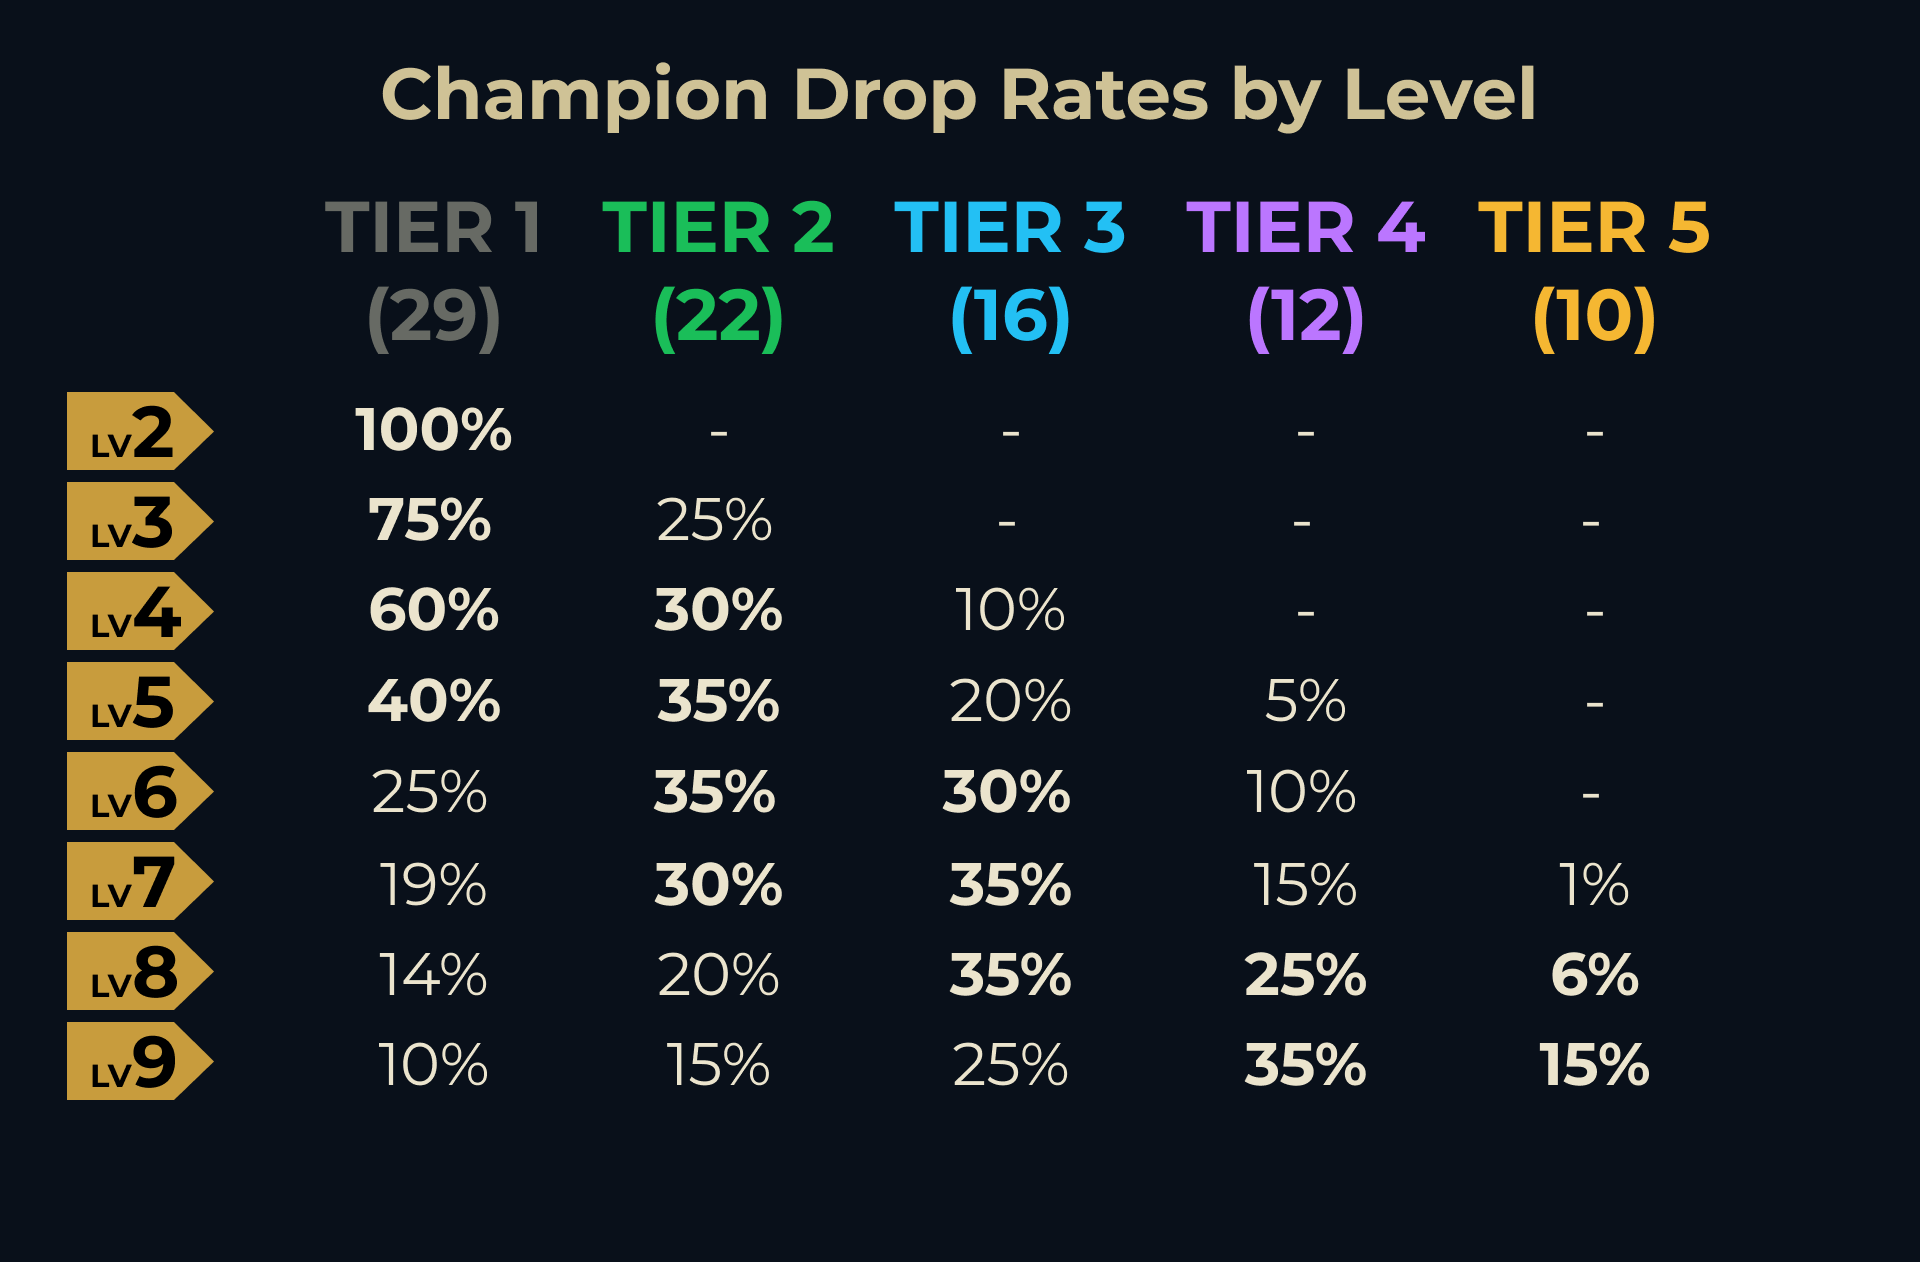 Champion Drop Rates by Level
TIER 1 TIER 2 TIER 3 TIER 4 TIER 5
(29) (22) (16) (12) (10)
LV2 100% - - - -
LV3 75% 25% - - -
LV4 60% 30% 10% - -
LV5 40% 35% 20% 5% -
LV6 25% 35% 30% 10% -
LV7 19% 30% 35% 15% 1%
LV8 14% 20% 35% 25% 6%
LV9 10% 15% 25% 35% 15%